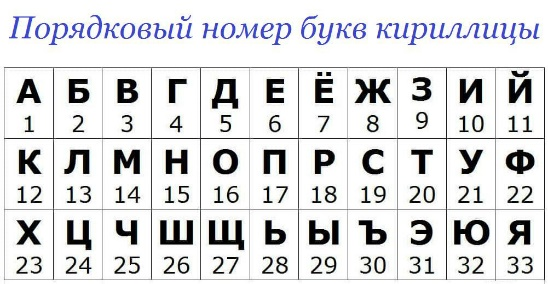 Порядковый номер букв кириллицы
А Б В Г Д Е Ё Ж З И Й
1 2 3 4 5 6 7 8 9 10 11
К Л М Н О П Р С Т У Ф
12 13 14 15 16 17 18 19 20 21 22
Х Ц Ч Ш Щ Ь Ы Ъ Э Ю Я
23 24 25 26 27 28 29 30 31 32 33